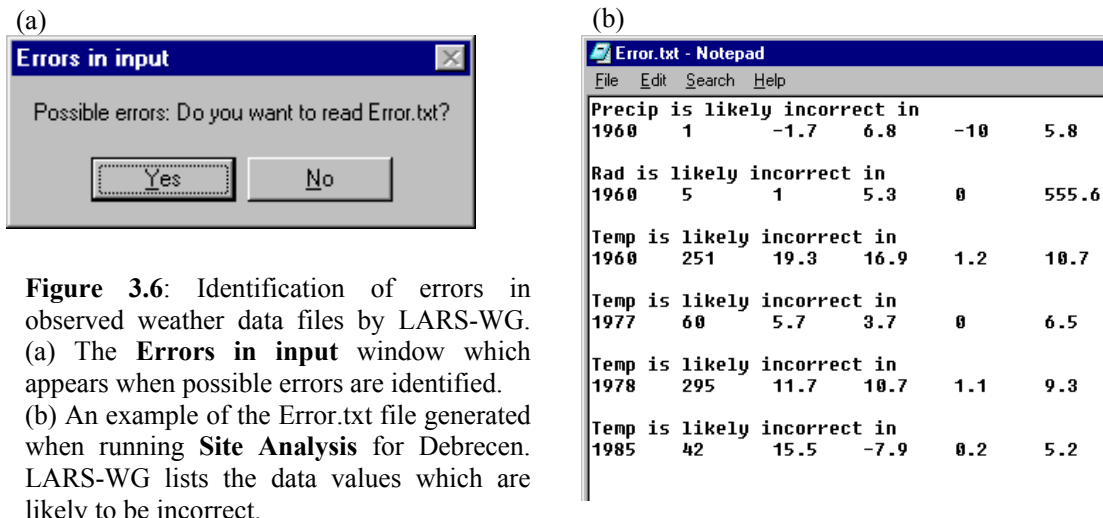 (a)
Errors in input
Possible errors: Do you want to read Error.txt?
Yes No
Figure 3.6: Identification of errors in
observed weather data files by LARS-WG.
(a) The Errors in input window which
appears when possible errors are identified.
(b) An example of the Error.txt file generated
when running Site Analysis for Debrecen.
LARS-WG lists the data values which are
likely to be incorrect.
(b)
Error.txt - Notepad
File Edit Search Help
Precip is likely incorrect in
1960 1 -1.7 6.8 -10 5.8
Rad is likely incorrect in
1960 5 1 5.3 0 555.6
Temp is likely incorrect in
1960 251 19.3 16.9 1.2 10.7
Temp is likely incorrect in
1977 60 5.7 3.7 0 6.5
Temp is likely incorrect in
1978 295 11.7 10.7 1.1 9.3
Temp is likely incorrect in
1985 42 15.5 -7.9 0.2 5.2